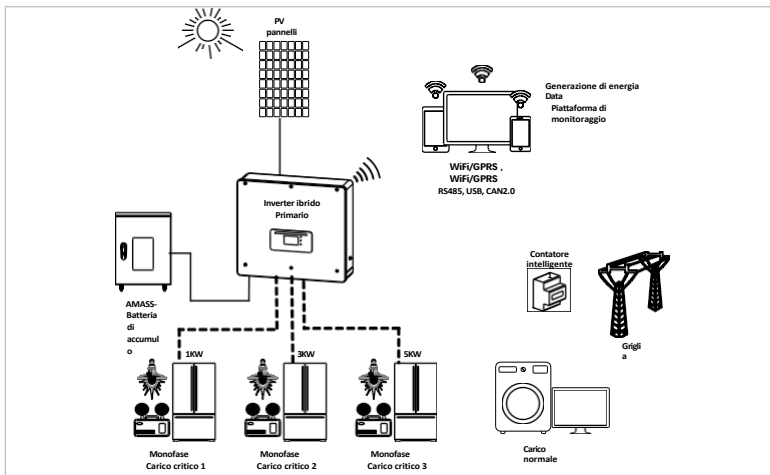 PV
pannelli
Generazione di energia
Data
Piattaforma di
monitoraggio
WiFi/GPRS ,
WiFi/GPRS
RS485, USB, CAN2.0
Inverter ibrido
Primario
Contatore
intelligente
AMASS-
Batteria
di
accumul
o
Grigli
a
1KW
3KW
5KW
Monofase
Carico critico 1
Monofase
Carico critico 2
Monofase
Carico critico 3
Carico
normale